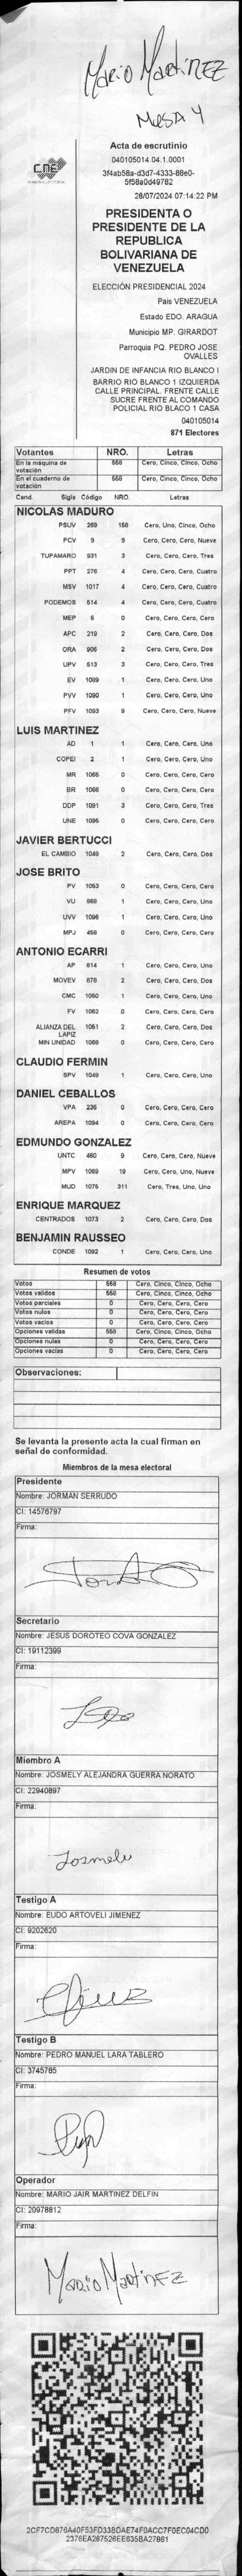 Mario Martinez
Mesa 4
CNE
Acta de escrutinio
040105014.04.1.0001
3f4ab58a-d3d7-4333-88e0-
5f58a0d49782
28/07/2024 07:14:22 PM
PRESIDENTA O
PRESIDENTE DE LA
REPUBLICA
BOLIVARIANA DE
VENEZUELA
ELECCIÓN PRESIDENCIAL 2024
Pais VENEZUELA
Estado EDO. ARAGUA
Municipio MP. GIRARDOT
Parroquia PQ. PEDRO JOSE
OVALLES
JARDIN DE INFANCIA RIO BLANCO I
BARRIO RIO BLANCO 1 IZQUIERDA
CALLE PRINCIPAL. FRENTE CALLE
SUCRE FRENTE AL COMANDO
POLICIAL RIO BLACO 1 CASA
040105014
871 Electores
Votantes NRO. Letras
En la máquina de
votación 558 Cero, Cinco, Cinco, Ocho
En el cuaderno de
votación 558 Cero, Cinco, Cinco, Ocho
Cand. Sigls Código NRO. Letras
NICOLAS MADURO
PSUV 269 158 Cero, Uno, Cinco, Ocho
PCV 9 9 Cero, Cero, Cero, Nueve
TUPAMARO 931 3 Cero, Cero, Cero, Tres
PPT 276 4 Cero, Cero, Cero, Cuatro
MSV 1017 4 Cero, Cero, Cero, Cuatro
PODEMOS 514 4 Cero, Cero, Cero, Cuatro
MEP 6 0 Cero, Cero, Cero, Cero
APC 219 2 Cero, Cero, Cero, Dos
ORA 906 2 Cero, Cero, Cero, Dos
UPV 513 3 Cero, Cero, Cero, Tres
EV 1089 1 Cero, Cero, Cero, Uno
PVV 1090 1 Cero, Cero, Cero, Uno
PFV 1093 9 Cero, Cero, Cero, Nueve
LUIS MARTINEZ
AD 1 1 Cero, Cero, Cero, Uno
COPEI 2 1 Cero, Cero, Cero, Uno
MR 1065 0 Cero, Cero, Cero, Cero
BR 1066 0 Cero, Cero, Cero, Cero
DDP 1091 3 Cero, Cero, Cero, Tres
UNE 1095 0 Cero, Cero, Cero, Cero
JAVIER BERTUCCI
EL CAMBIO 1048 2 Cero, Cero, Cero, Dos
JOSE BRITO
PV 1053 0 Cero, Cero, Cero, Cero
VU 868 1 Cero, Cero, Cero, Uno
UVV 1096 1 Cero, Cero, Cero, Uno
MPJ 458 0 Cero, Cero, Cero, Cero
ANTONIO ECARRI
AP 814 1 Cero, Cero, Cero, Uno
MOVEV 878 2 Cero, Cero, Cero, Dos
CMC 1050 1 Cero, Cero, Cero, Uno
FV 1062 0 Cero, Cero, Cero, Cero
ALIANZA DEL
LAPIZ 1051 2 Cero, Cero, Cero, Dos
MIN UNIDAD 1068 0 Cero, Cero, Cero, Cero
CLAUDIO FERMIN
SPV 1049 1 Cero, Cero, Cero, Uno
DANIEL CEBALLOS
VPA 236 0 Cero, Cero, Cero, Cero
AREPA 1094 0 Cero, Cero, Cero, Cero
EDMUNDO GONZALEZ
UNTC 460 9 Cero, Cero, Cero, Nueve
MPV 1069 19 Cero, Cero, Uno, Nueve
MUD 1075 311 Cero, Tres, Uno, Uno
ENRIQUE MARQUEZ
CENTRADOS 1073 2 Cero, Cero, Cero, Dos
BENJAMIN RAUSSEO
CONDE 1082 1 Cero, Cero, Cero, Uno
Resumen de votos
Votos 558 Cero, Cinco, Cinco, Ocho
Votos validos 558 Cero, Cinco, Cinco, Ocho
Votos parciales 0 Cero, Cero, Cero, Cero
Votos nulos 0 Cero, Cero, Cero, Cero
Votos vacios 0 Cero, Cero, Cero, Cero
Opciones validas 558 Cero, Cinco, Cinco, Ocho
Opciones nulas 0 Cero, Cero, Cero, Cero
Opciones vacias 0 Cero, Cero, Cero, Cero
Observaciones:
Se levanta la presente acta la cual firman en
señal de conformidad.
Miembros de la mesa electoral
Presidente
Nombre: JORMAN SERRUDO
CI: 14576797
Firma:
Secretario
Nombre: JESUS DOROTEO COVA GONZALEZ
CI: 19112399
Firma:
Miembro A
Nombre: JOSMELY ALEJANDRA GUERRA NORATO
CI: 22940897
Firma:
Josmely
Testigo A
Nombre: EUDO ARTOVELI JIMENEZ
CI: 9202620
Firma:
Testigo B
Nombre: PEDRO MANUEL LARA TABLERO
CI: 3745785
Firma:
Operador
Nombre: MARIO JAIR MARTINEZ DELFIN
CI: 20978812
Firma:
Mario Martinez
2CF7CD876A40F53FD33BDAE74F0ACC7F0EC04CD0
2376EA267526EE635BA27861